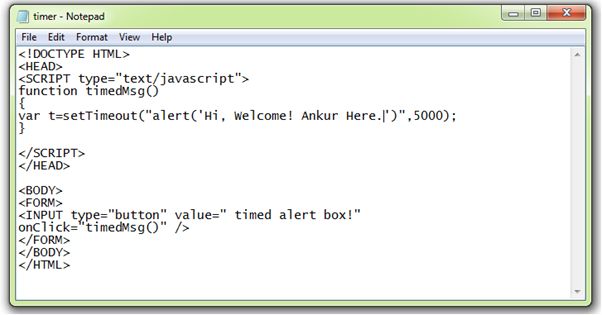 timer - Notepad
File Edit Format View Help
<!DOCTYPE HTML>
<HEAD>
<SCRIPT type="text/javascript">
function timedMsg()
{
var t=setTimeout("alert('Hi, Welcome! Ankur Here.')",5000);
}
</SCRIPT>
</HEAD>
<BODY>
<FORM>
<INPUT type="button" value=" timed alert box!"
onClick="timedMsg()" />
</FORM>
</BODY>
</HTML>